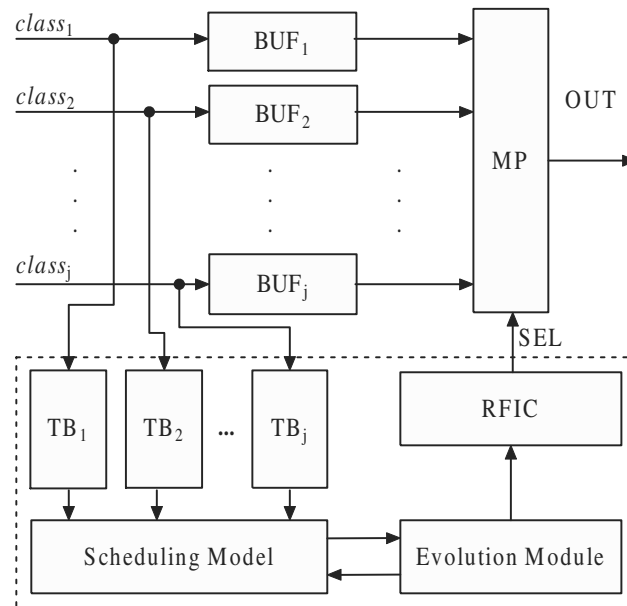 class₁
BUF₁
class₂
BUF₂
OUT
MP
classⱼ
BUFⱼ
SEL
TB₁
TB₂
...
TBⱼ
RFIC
Scheduling Model
Evolution Module